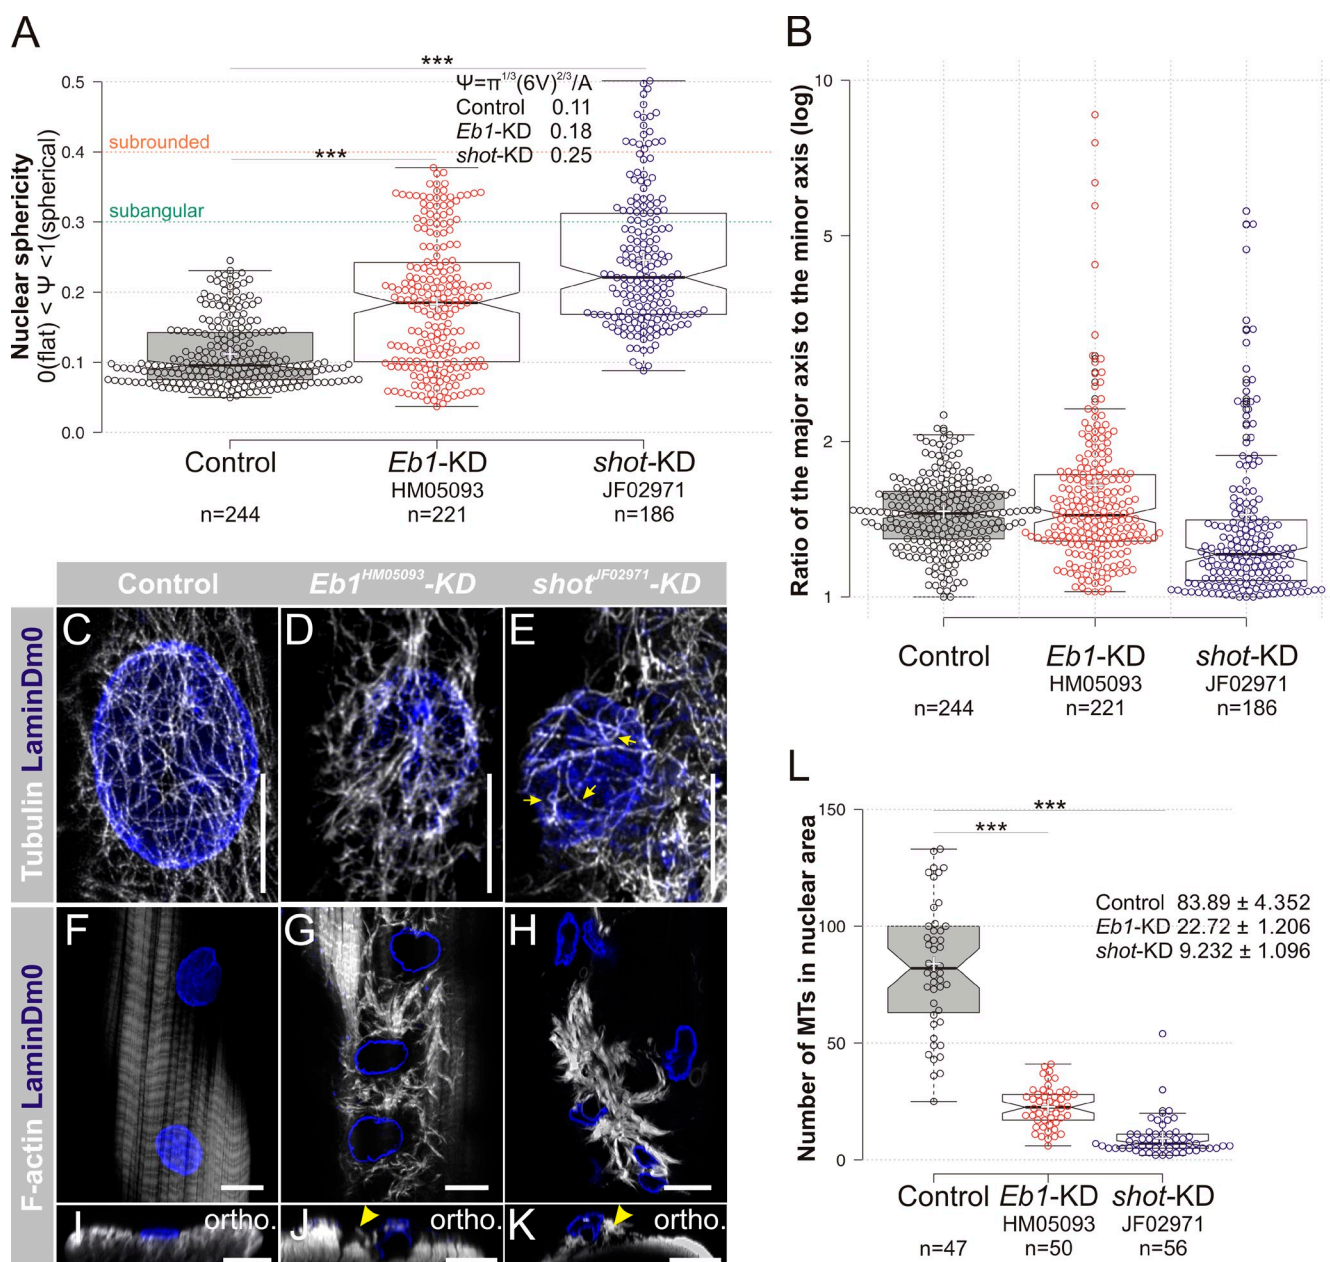 A
Nuclear sphericity
0(flat) < Ψ <1(spherical)
0.5
0.4
0.3
0.2
0.1
0.0
***
***
subrounded
subangular
Ψ=π1/3(6V)2/3/A
Control 0.11
Eb1-KD 0.18
shot-KD 0.25
Control
Eb1-KD
shot-KD
HM05093
JF02971
n=244
n=221
n=186
B
Ratio of the major axis to the minor axis (log)
10
5
2
1
Control
Eb1-KD
shot-KD
HM05093
JF02971
n=244
n=221
n=186
Control
Eb1HM05093-KD
shotJF02971-KD
Tubulin LaminDm0
C
D
E
F-actin LaminDm0
F
G
H
I
ortho.
J
ortho.
K
ortho.
L
Number of MTs in nuclear area
150
100
50
0
***
***
Control 83.89 ± 4.352
Eb1-KD 22.72 ± 1.206
shot-KD 9.232 ± 1.096
Control
Eb1-KD
shot-KD
HM05093
JF02971
n=47
n=50
n=56